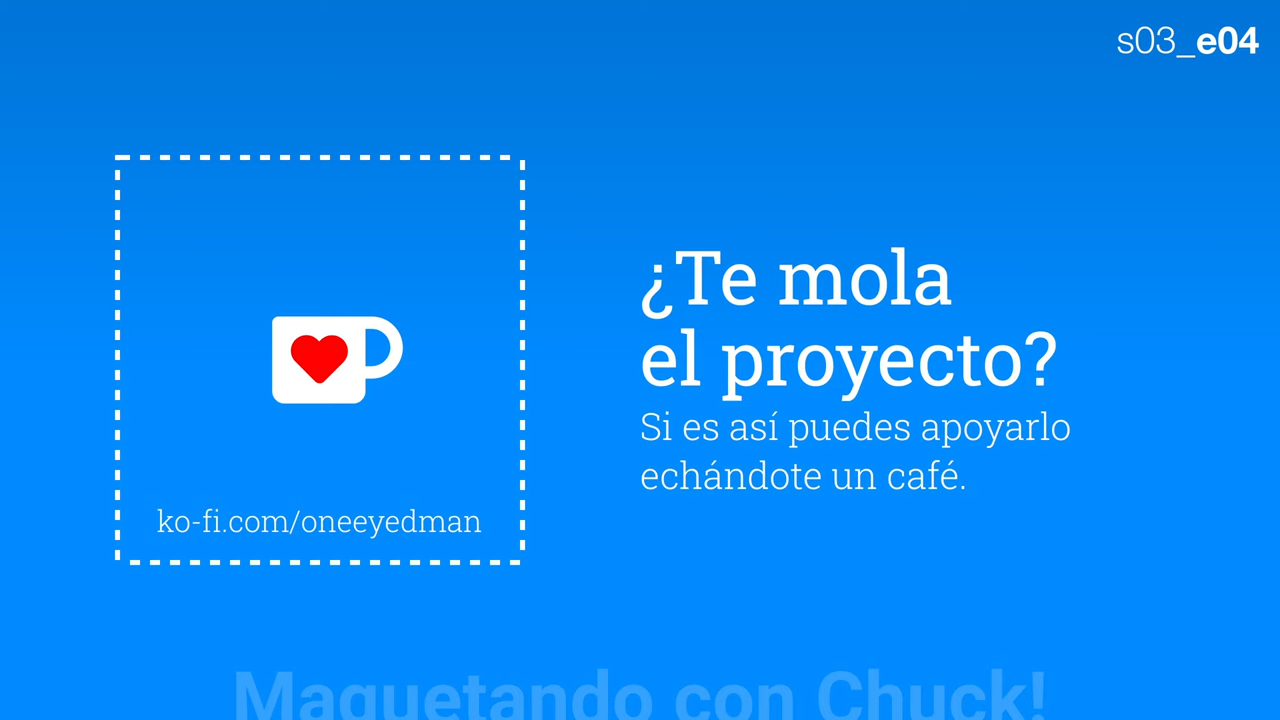 s03_e04
¿Te mola
el proyecto?
Si es así puedes apoyarlo
echándote un café.
ko-fi.com/oneeyedman
Maquetando con Chuck!